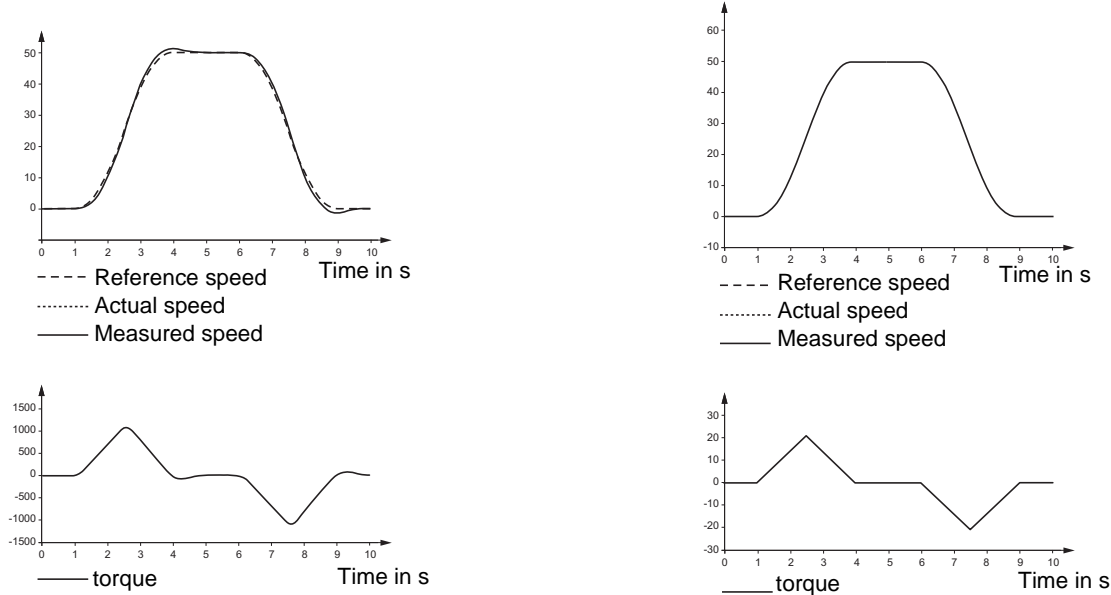 50
40
30
20
10
0
0 1 2 3 4 5 6 7 8 9 10
Time in s
Reference speed
Actual speed
Measured speed
60
50
40
30
20
10
0
-10
0 1 2 3 4 5 6 7 8 9 10
Time in s
Reference speed
Actual speed
Measured speed
1500
1000
500
0
-500
-1000
-1500
0 1 2 3 4 5 6 7 8 9 10
torque
Time in s
30
20
10
0
-10
-20
-30
0 1 2 3 4 5 6 7 8 9 10
torque
Time in s